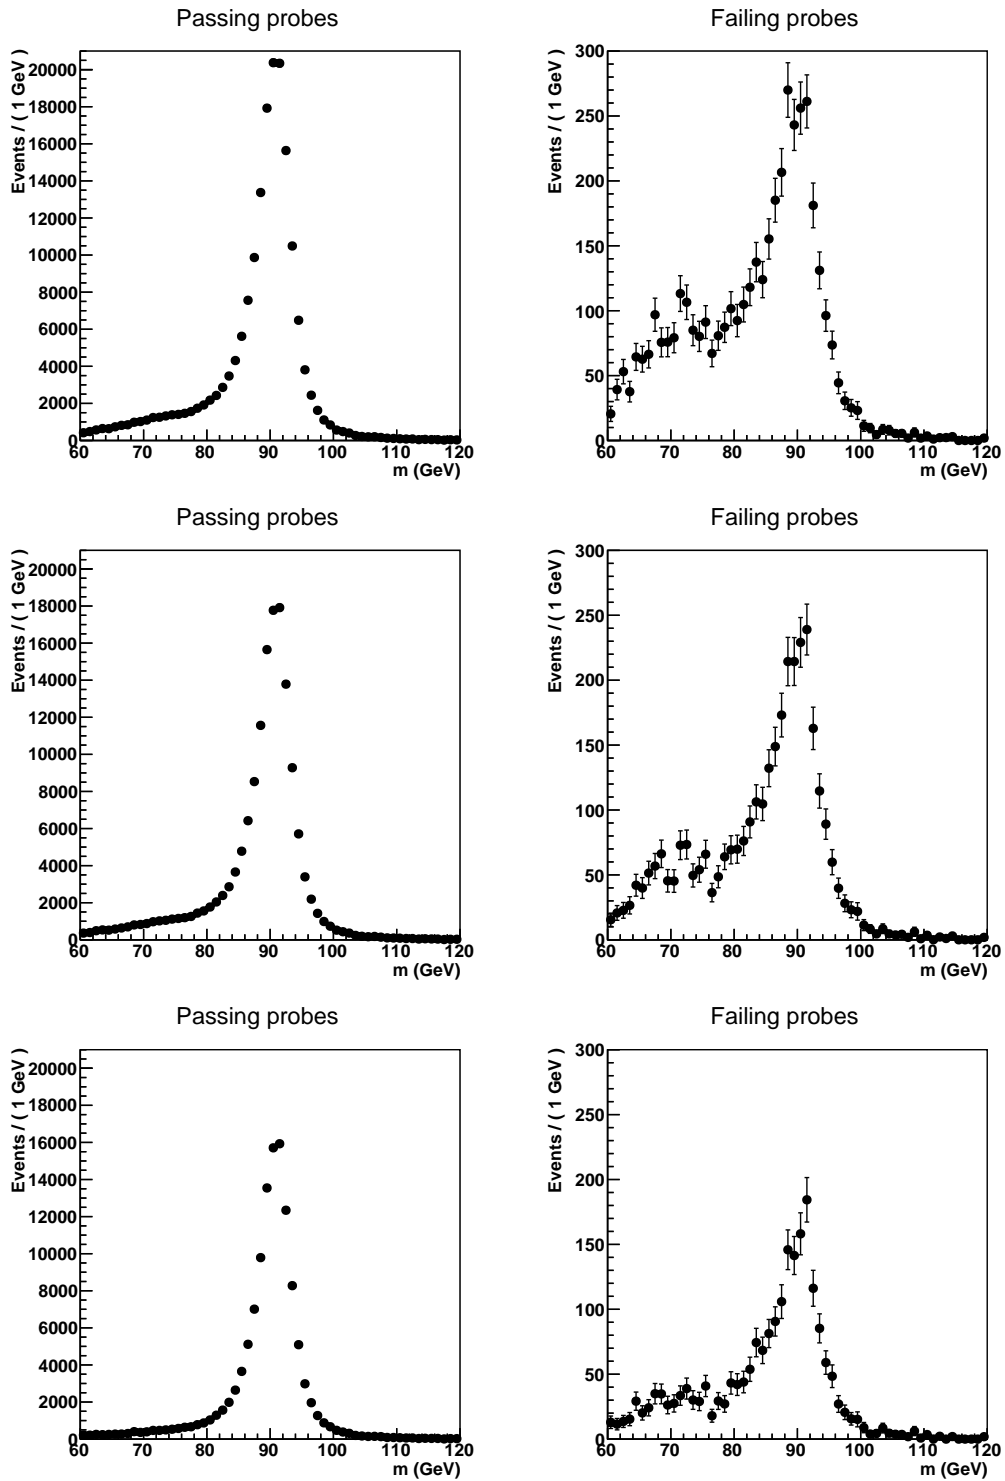 Passing probes
Events / ( 1 GeV )
20000
18000
16000
14000
12000
10000
8000
6000
4000
2000
0
60 70 80 90 100 110 120
m (GeV)
Failing probes
Events / ( 1 GeV )
300
250
200
150
100
50
0
60 70 80 90 100 110 120
m (GeV)
Passing probes
Events / ( 1 GeV )
20000
18000
16000
14000
12000
10000
8000
6000
4000
2000
0
60 70 80 90 100 110 120
m (GeV)
Failing probes
Events / ( 1 GeV )
300
250
200
150
100
50
0
60 70 80 90 100 110 120
m (GeV)
Passing probes
Events / ( 1 GeV )
20000
18000
16000
14000
12000
10000
8000
6000
4000
2000
0
60 70 80 90 100 110 120
m (GeV)
Failing probes
Events / ( 1 GeV )
300
250
200
150
100
50
0
60 70 80 90 100 110 120
m (GeV)